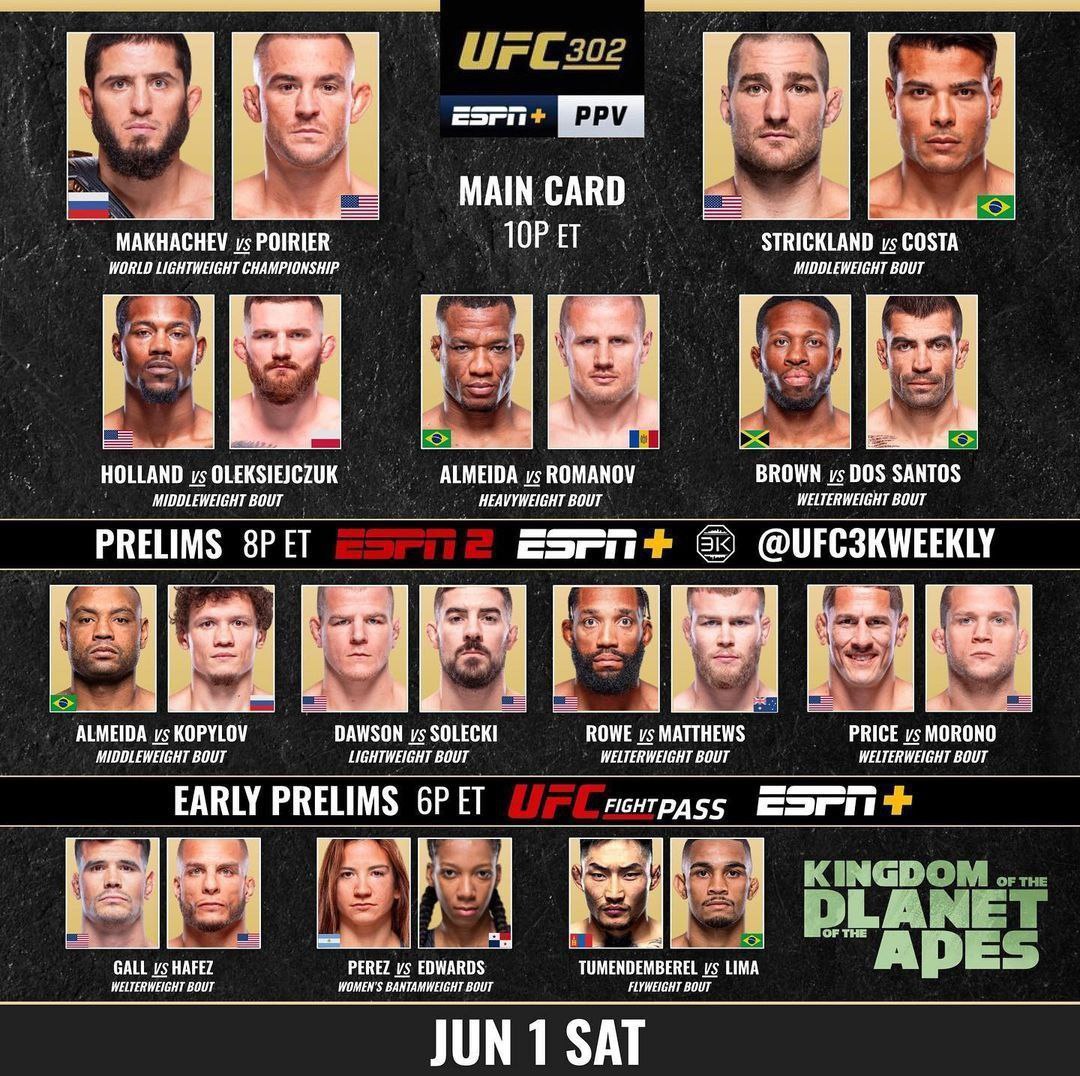 UFC 302
ESPN+ PPV
MAIN CARD
10P ET
MAKHACHEV VS POIRIER
WORLD LIGHTWEIGHT CHAMPIONSHIP
STRICKLAND VS COSTA
MIDDLEWEIGHT BOUT
HOLLAND VS OLEKSIEJCZUK
MIDDLEWEIGHT BOUT
ALMEIDA VS ROMANOV
HEAVYWEIGHT BOUT
BROWN VS DOS SANTOS
WELTERWEIGHT BOUT
PRELIMS 8P ET ESPN 2 ESPN+ 3K @UFC3KWEEKLY
ALMEIDA VS KOPYLOV
MIDDLEWEIGHT BOUT
DAWSON VS SOLECKI
LIGHTWEIGHT BOUT
ROWE VS MATTHEWS
WELTERWEIGHT BOUT
PRICE VS MORONO
WELTERWEIGHT BOUT
EARLY PRELIMS 6P ET UFC FIGHT PASS ESPN+
GALL VS HAFEZ
WELTERWEIGHT BOUT
PEREZ VS EDWARDS
WOMEN'S BANTAMWEIGHT BOUT
TUMENDEMBEREL VS LIMA
FLYWEIGHT BOUT
KINGDOM OF THE
PLANET
OF THE APES
JUN 1 SAT